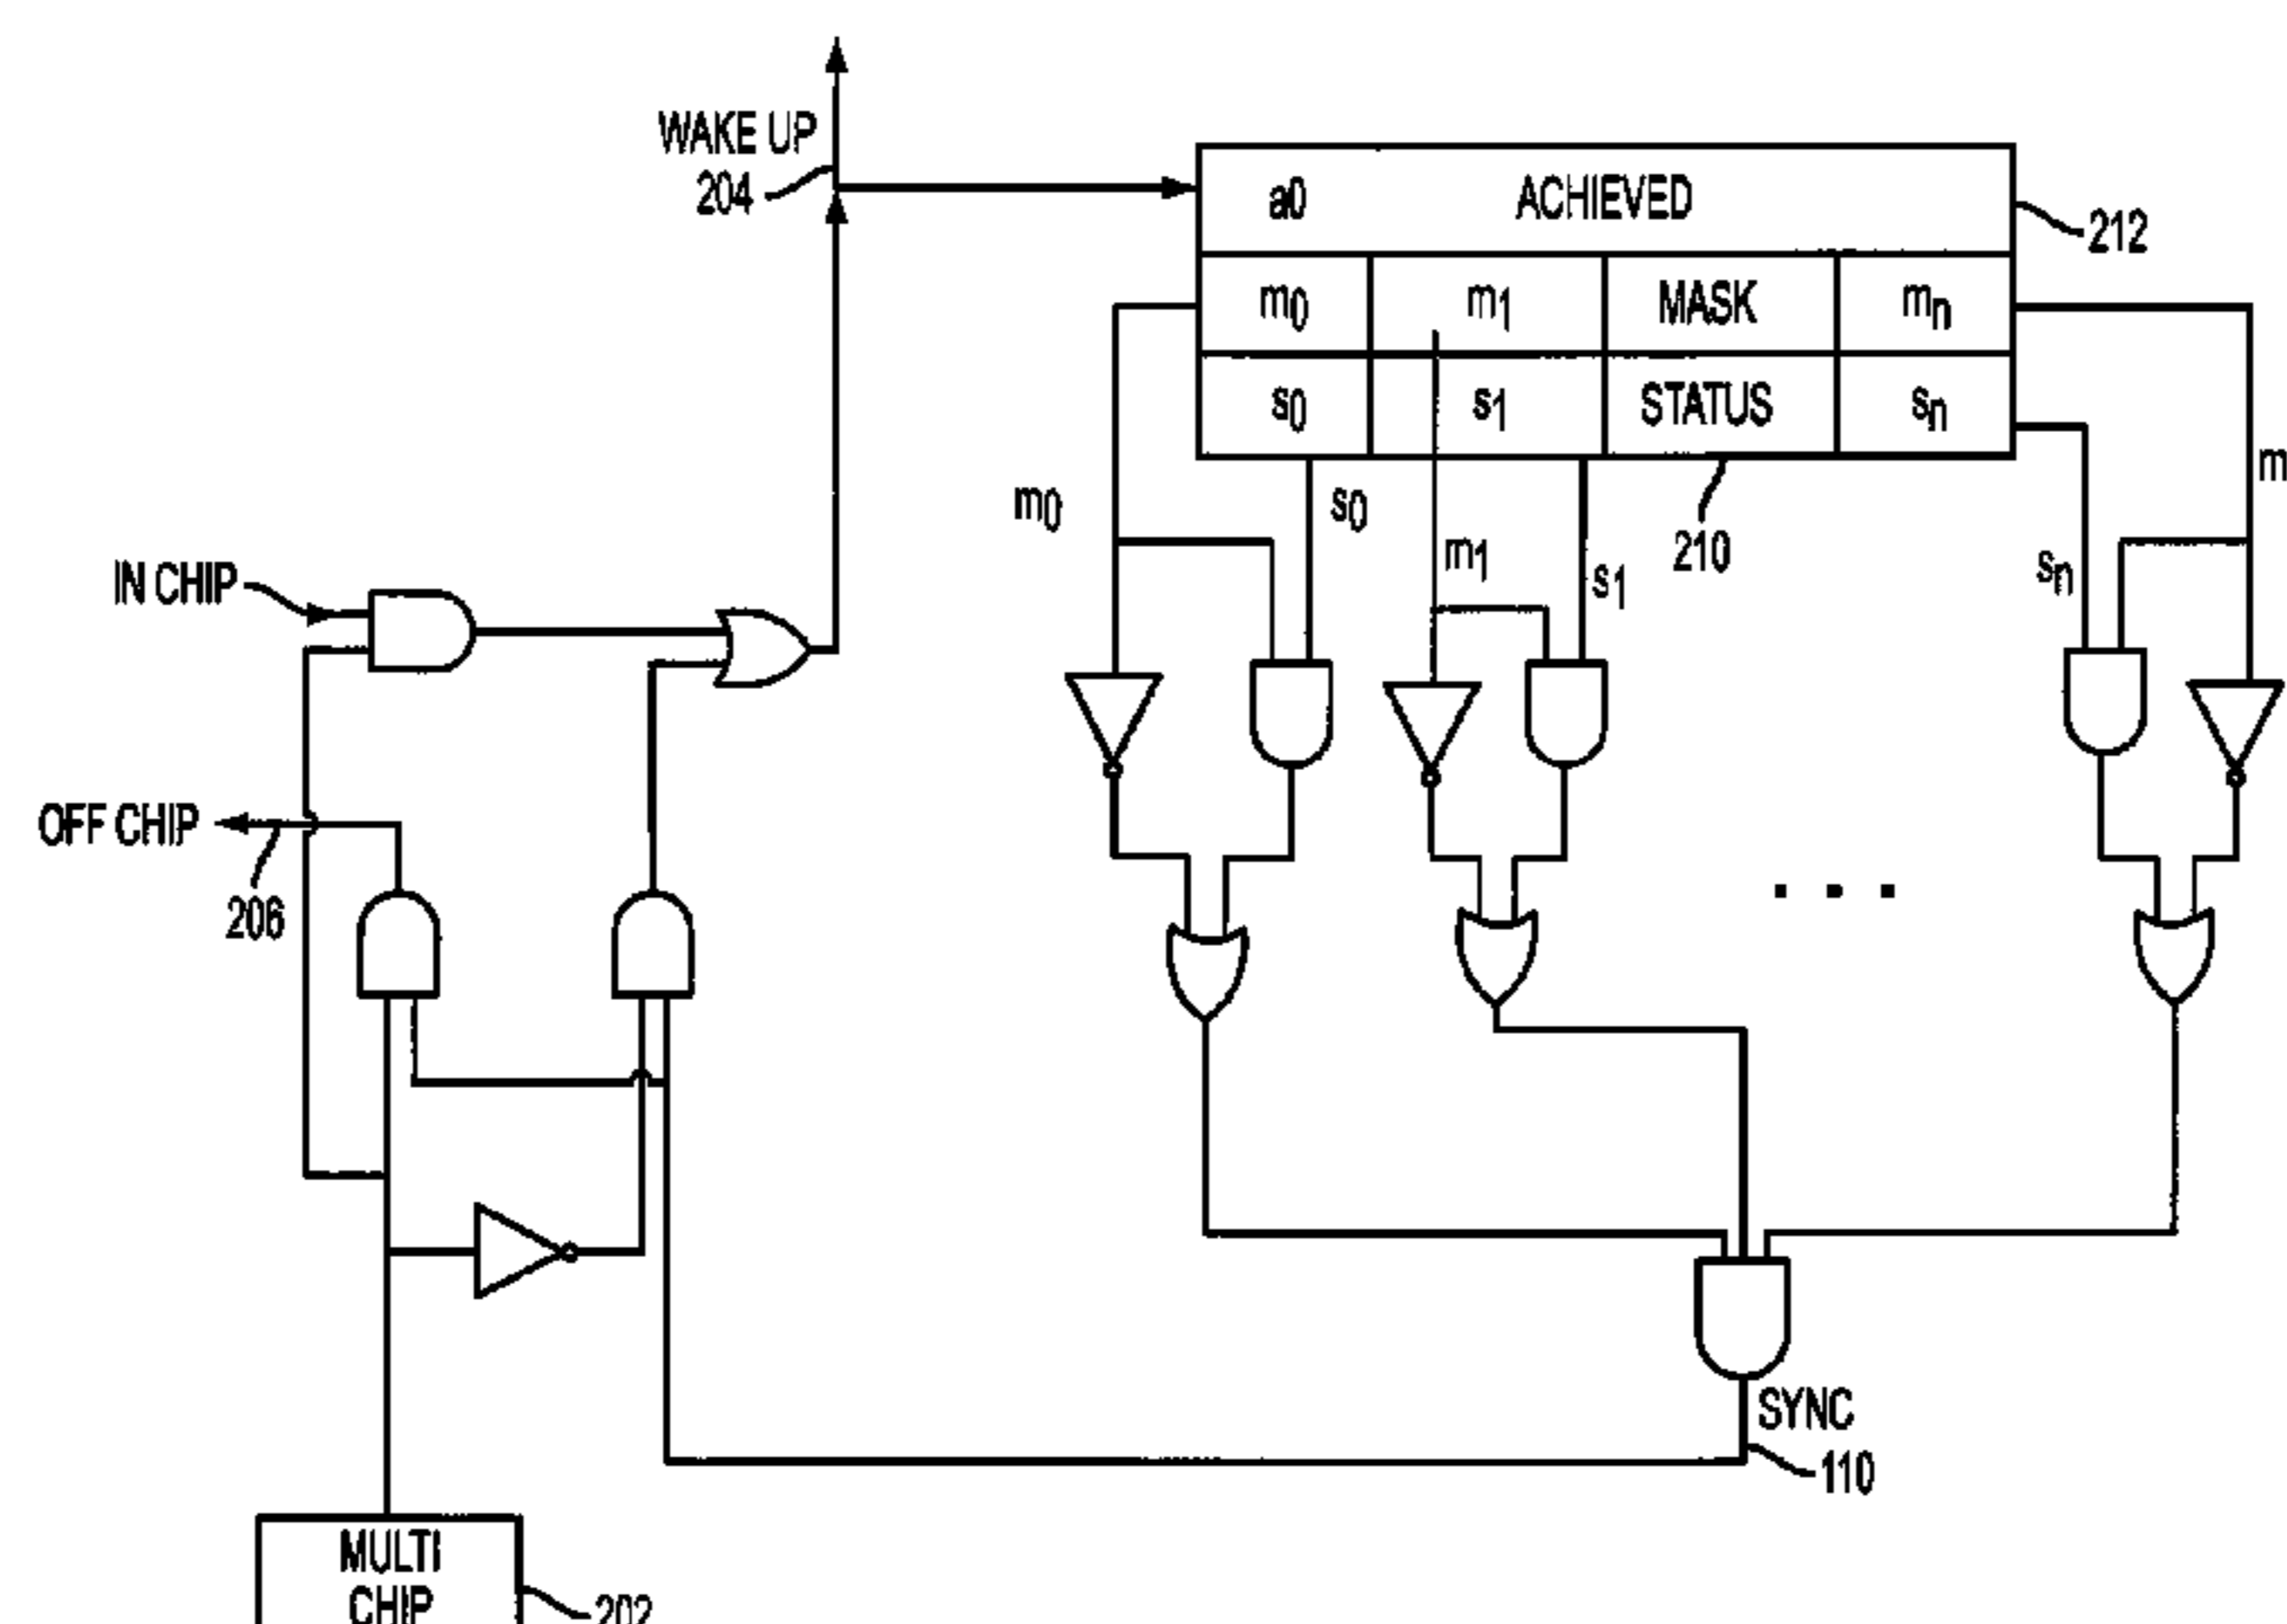 WAKE UP
204
a0 ACHIEVED
212
m0 m1 MASK mn
s0 s1 STATUS sn
m0
s0
m1
s1
210
sn
m
IN CHIP
OFF CHIP
206
. . .
SYNC
110
MULTI
CHIP
202